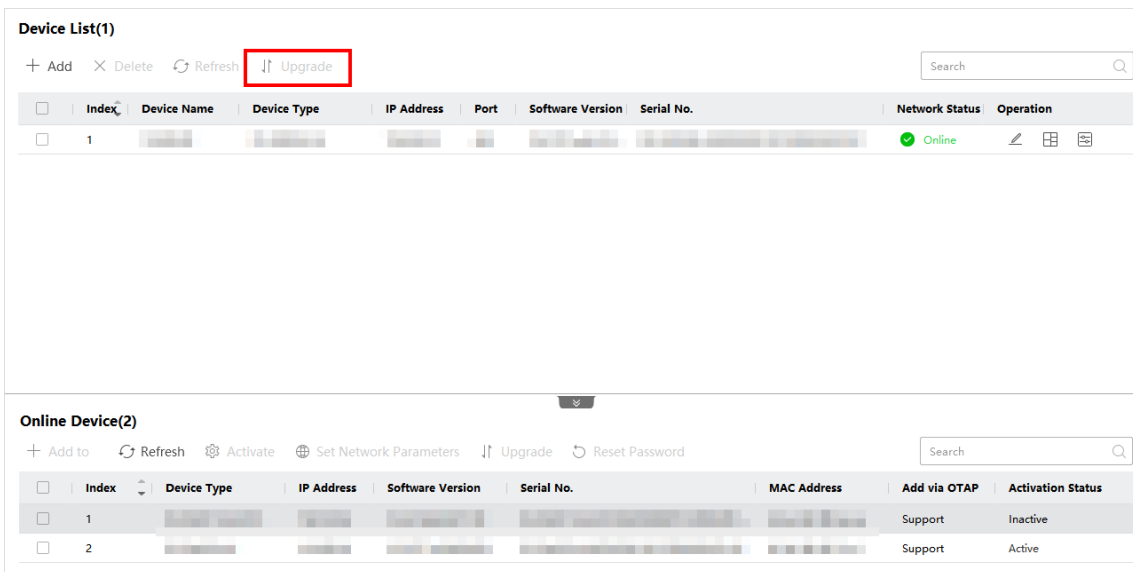 Device List(1)
Add Delete Refresh Upgrade Search
Index Device Name Device Type IP Address Port Software Version Serial No. Network Status Operation
1 Online
Online Device(2)
Add to Refresh Activate Set Network Parameters Upgrade Reset Password Search
Index Device Type IP Address Software Version Serial No. MAC Address Add via OTAP Activation Status
1 Support Inactive
2 Support Active